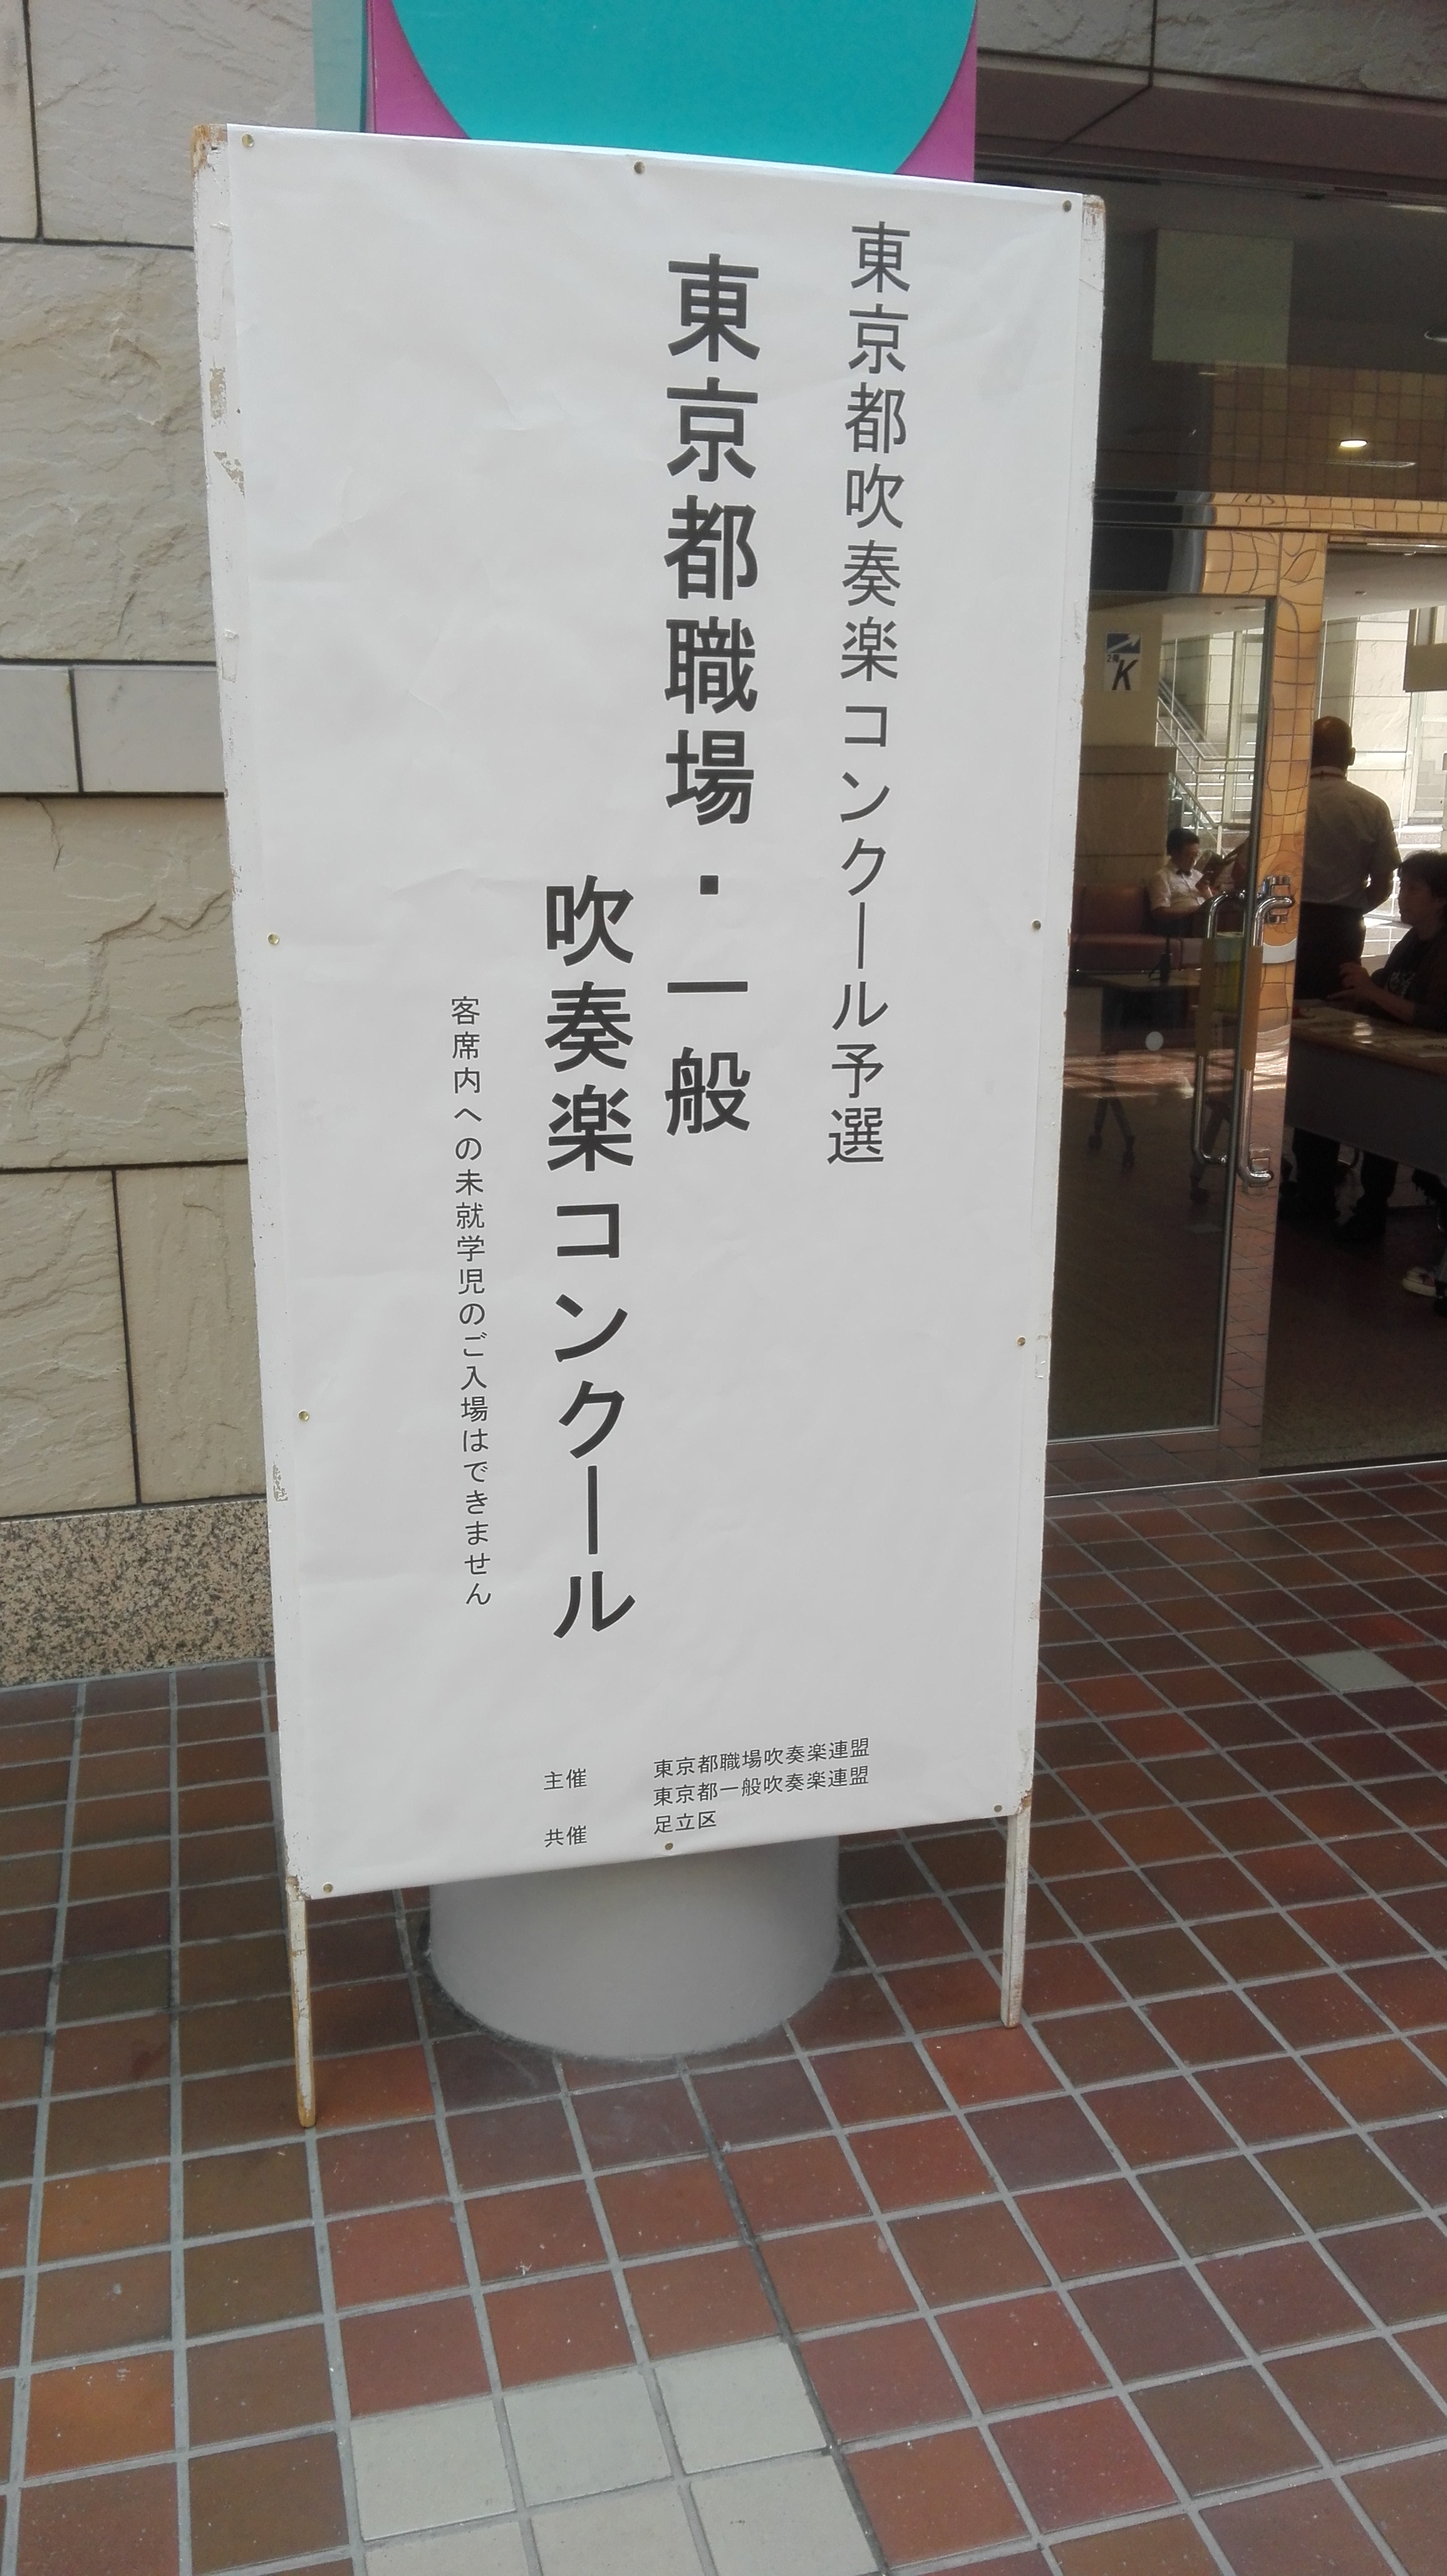 東京都吹奏楽コンクール予選
東京都職場・一般
吹奏楽コンクール
客席内への未就学児のご入場はできません
主催 東京都職場吹奏楽連盟
東京都一般吹奏楽連盟
共催 足立区
K